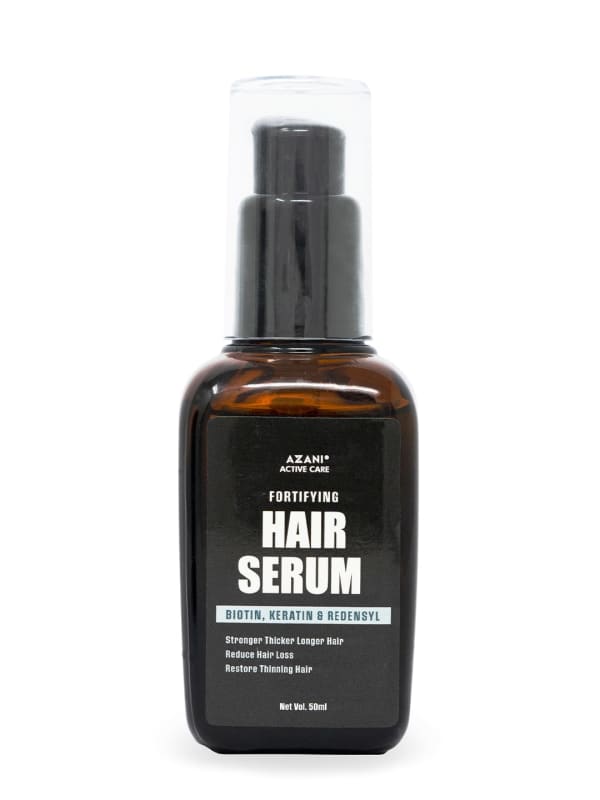 AZANI®
ACTIVE CARE
FORTIFYING
HAIR
SERUM
BIOTIN, KERATIN & REDENSYL
Stronger Thicker Longer Hair
Reduce Hair Loss
Restore Thinning Hair
Net Vol. 50ml